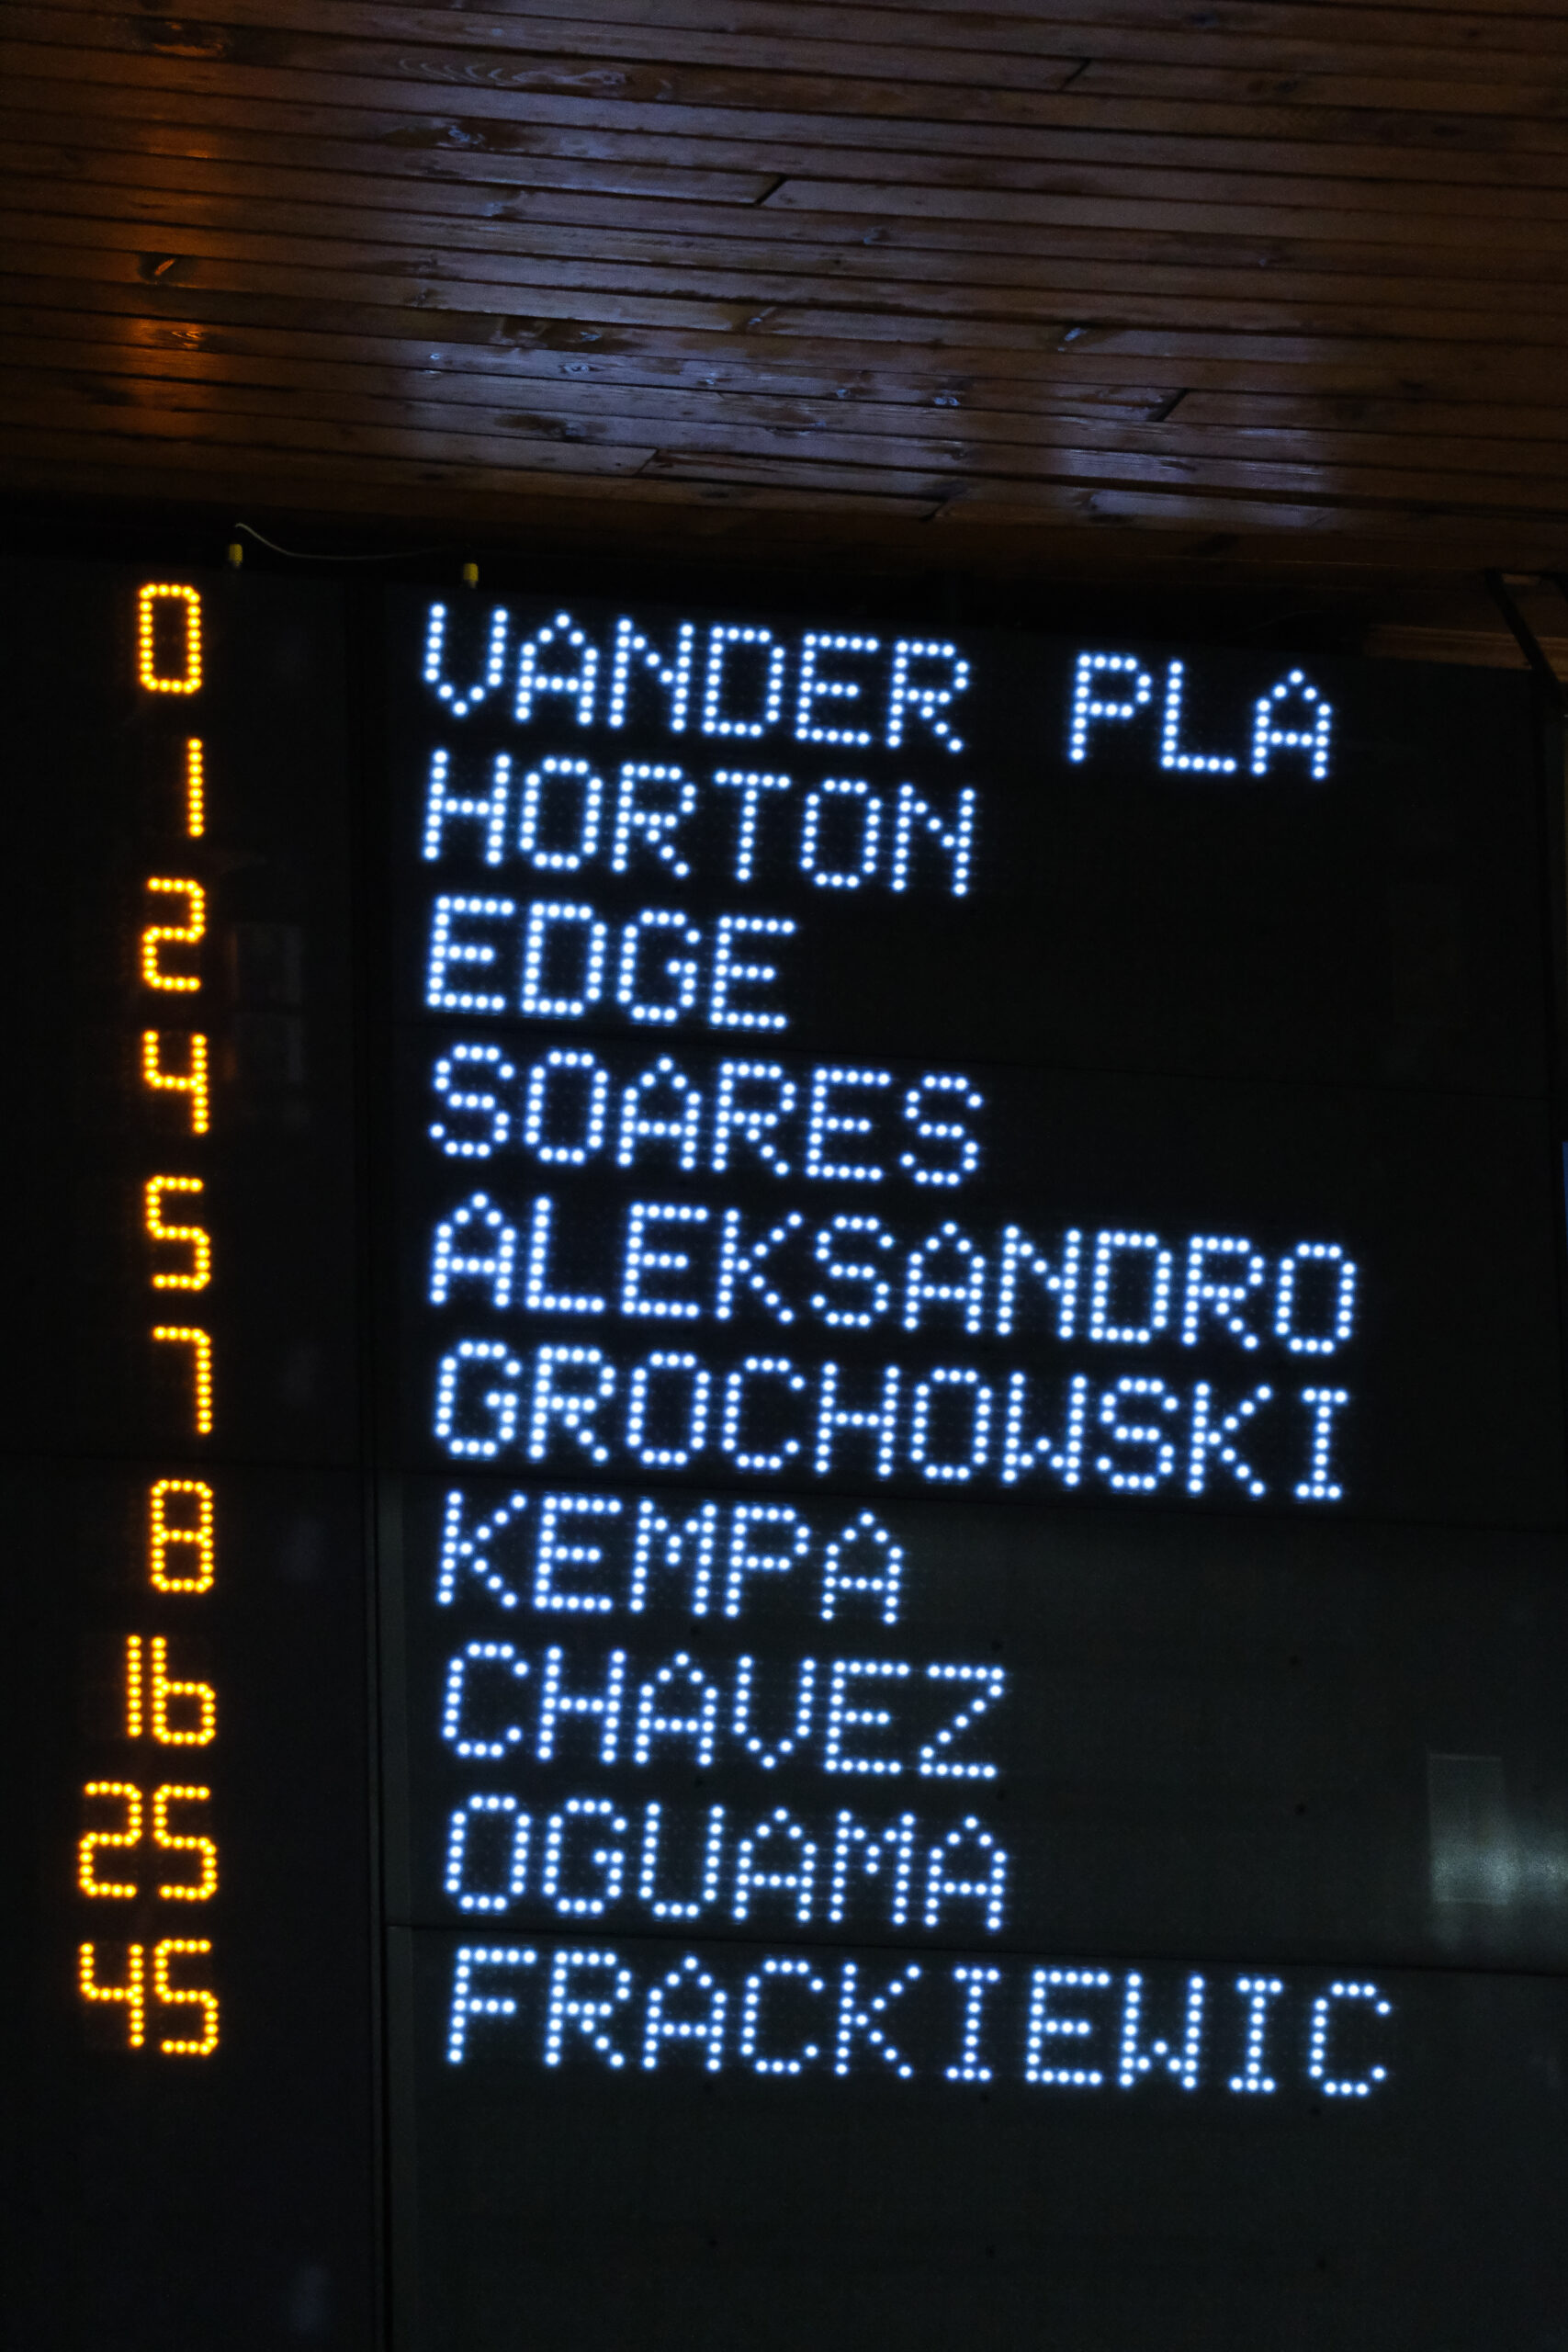 0 VANDER PLA
1 HORTON
2 EDGE
4 SOARES
5 ALEKSANDRO
7 GROCHOWSKI
8 KEMPA
16 CHAVEZ
25 OGUAMA
45 FRACKIEWIC